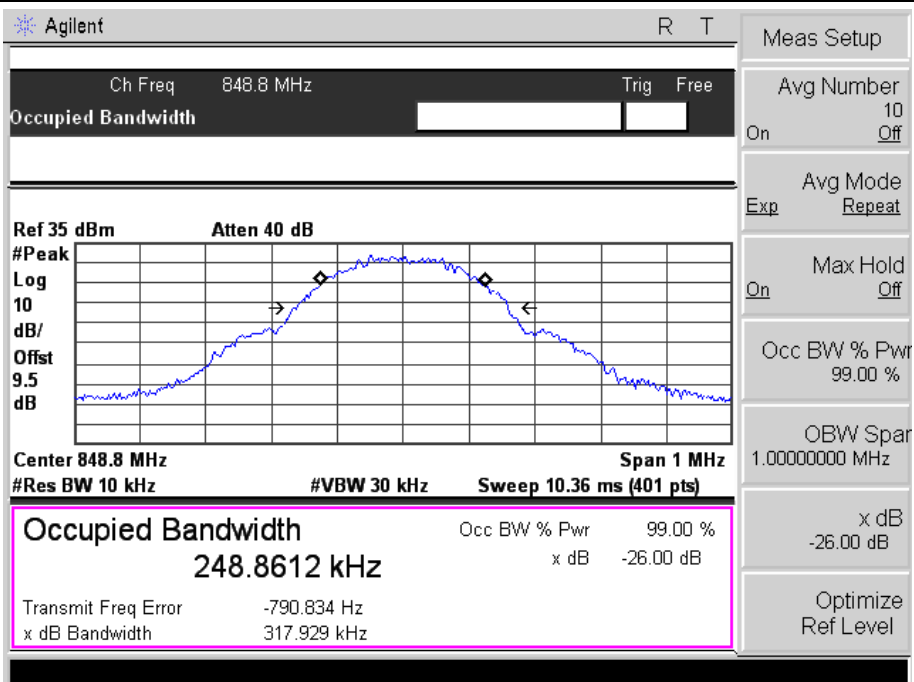 Agilent R T
Meas Setup
Ch Freq 848.8 MHz Trig Free
Occupied Bandwidth
Avg Number
10
On Off
Avg Mode
Exp Repeat
Max Hold
On Off
Occ BW % Pwr
99.00 %
OBW Span
1.00000000 MHz
x dB
-26.00 dB
Optimize
Ref Level
Ref 35 dBm Atten 40 dB
#Peak
Log
10
dB/
Offst
9.5
dB
Center 848.8 MHz Span 1 MHz
#Res BW 10 kHz #VBW 30 kHz Sweep 10.36 ms (401 pts)
Occupied Bandwidth Occ BW % Pwr 99.00 %
248.8612 kHz x dB -26.00 dB
Transmit Freq Error -790.834 Hz
x dB Bandwidth 317.929 kHz